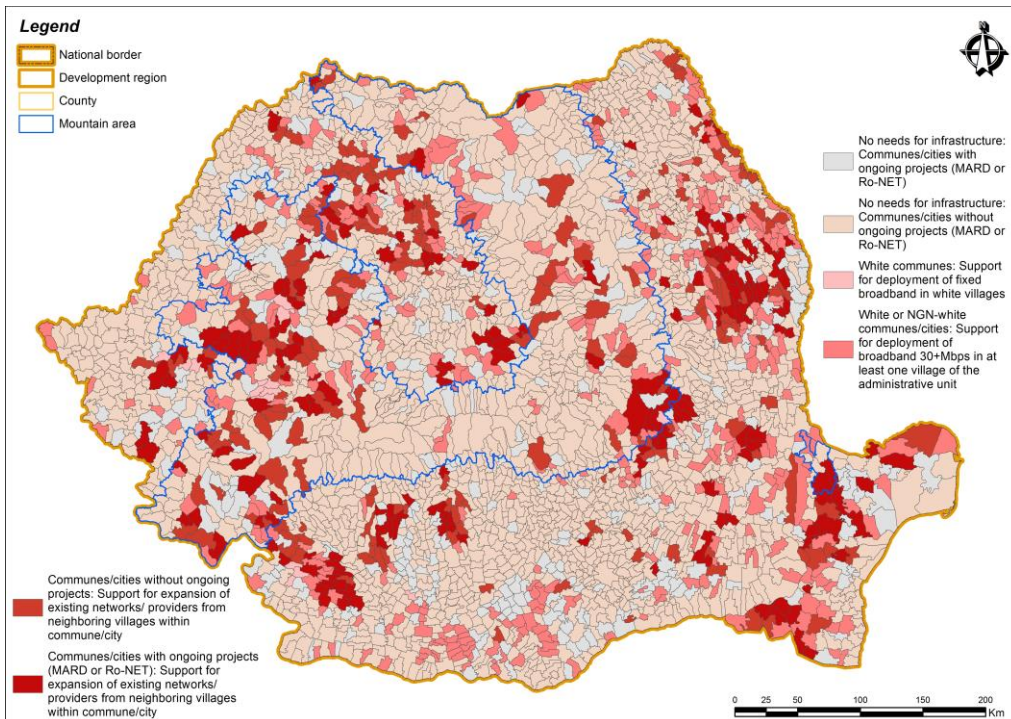 Legend
National border
Development region
County
Mountain area
No needs for infrastructure:
Communes/cities with
ongoing projects (MARD or
Ro-NET)
No needs for infrastructure:
Communes/cities without
ongoing projects (MARD or
Ro-NET)
White communes: Support
for deployment of fixed
broadband in white villages
White or NGN-white
communes/cities: Support
for deployment of
broadband 30+Mbps in at
least one village of the
administrative unit
Communes/cities without ongoing
projects: Support for expansion of
existing networks/ providers from
neighboring villages within
commune/city
Communes/cities with ongoing projects
(MARD or Ro-NET): Support for
expansion of existing networks/
providers from neighboring villages
within commune/city
0 25 50 100 150 200
Km